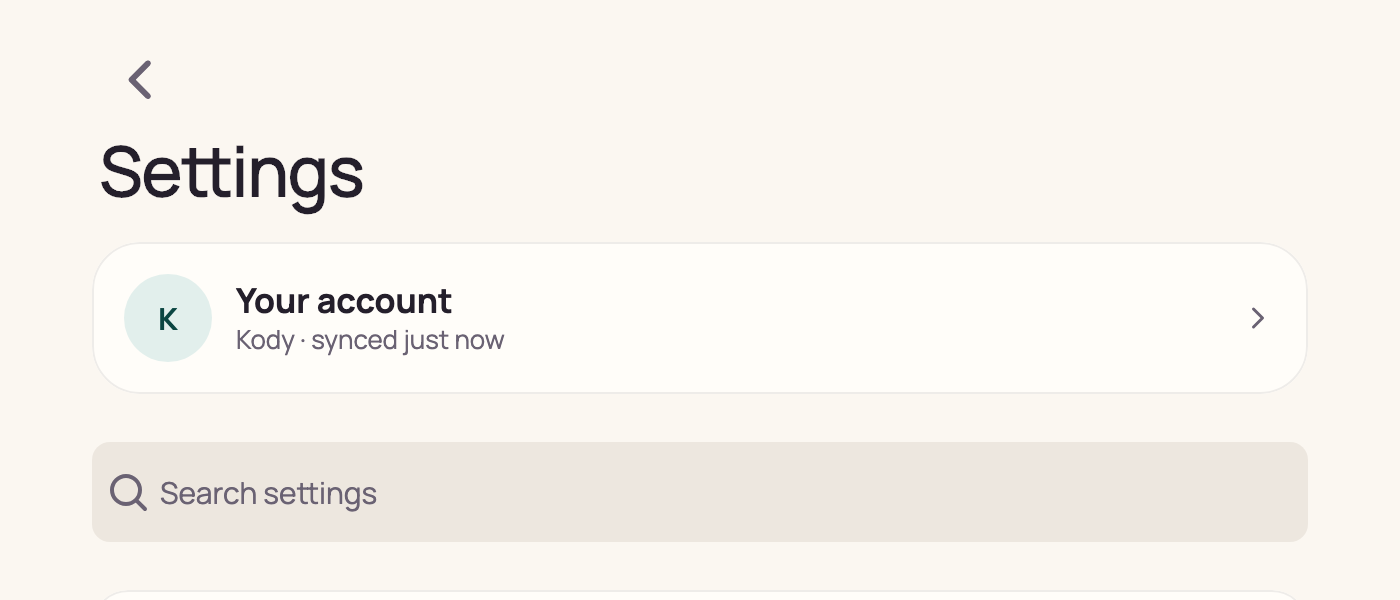 Settings
K
Your account
Kody · synced just now
Search settings